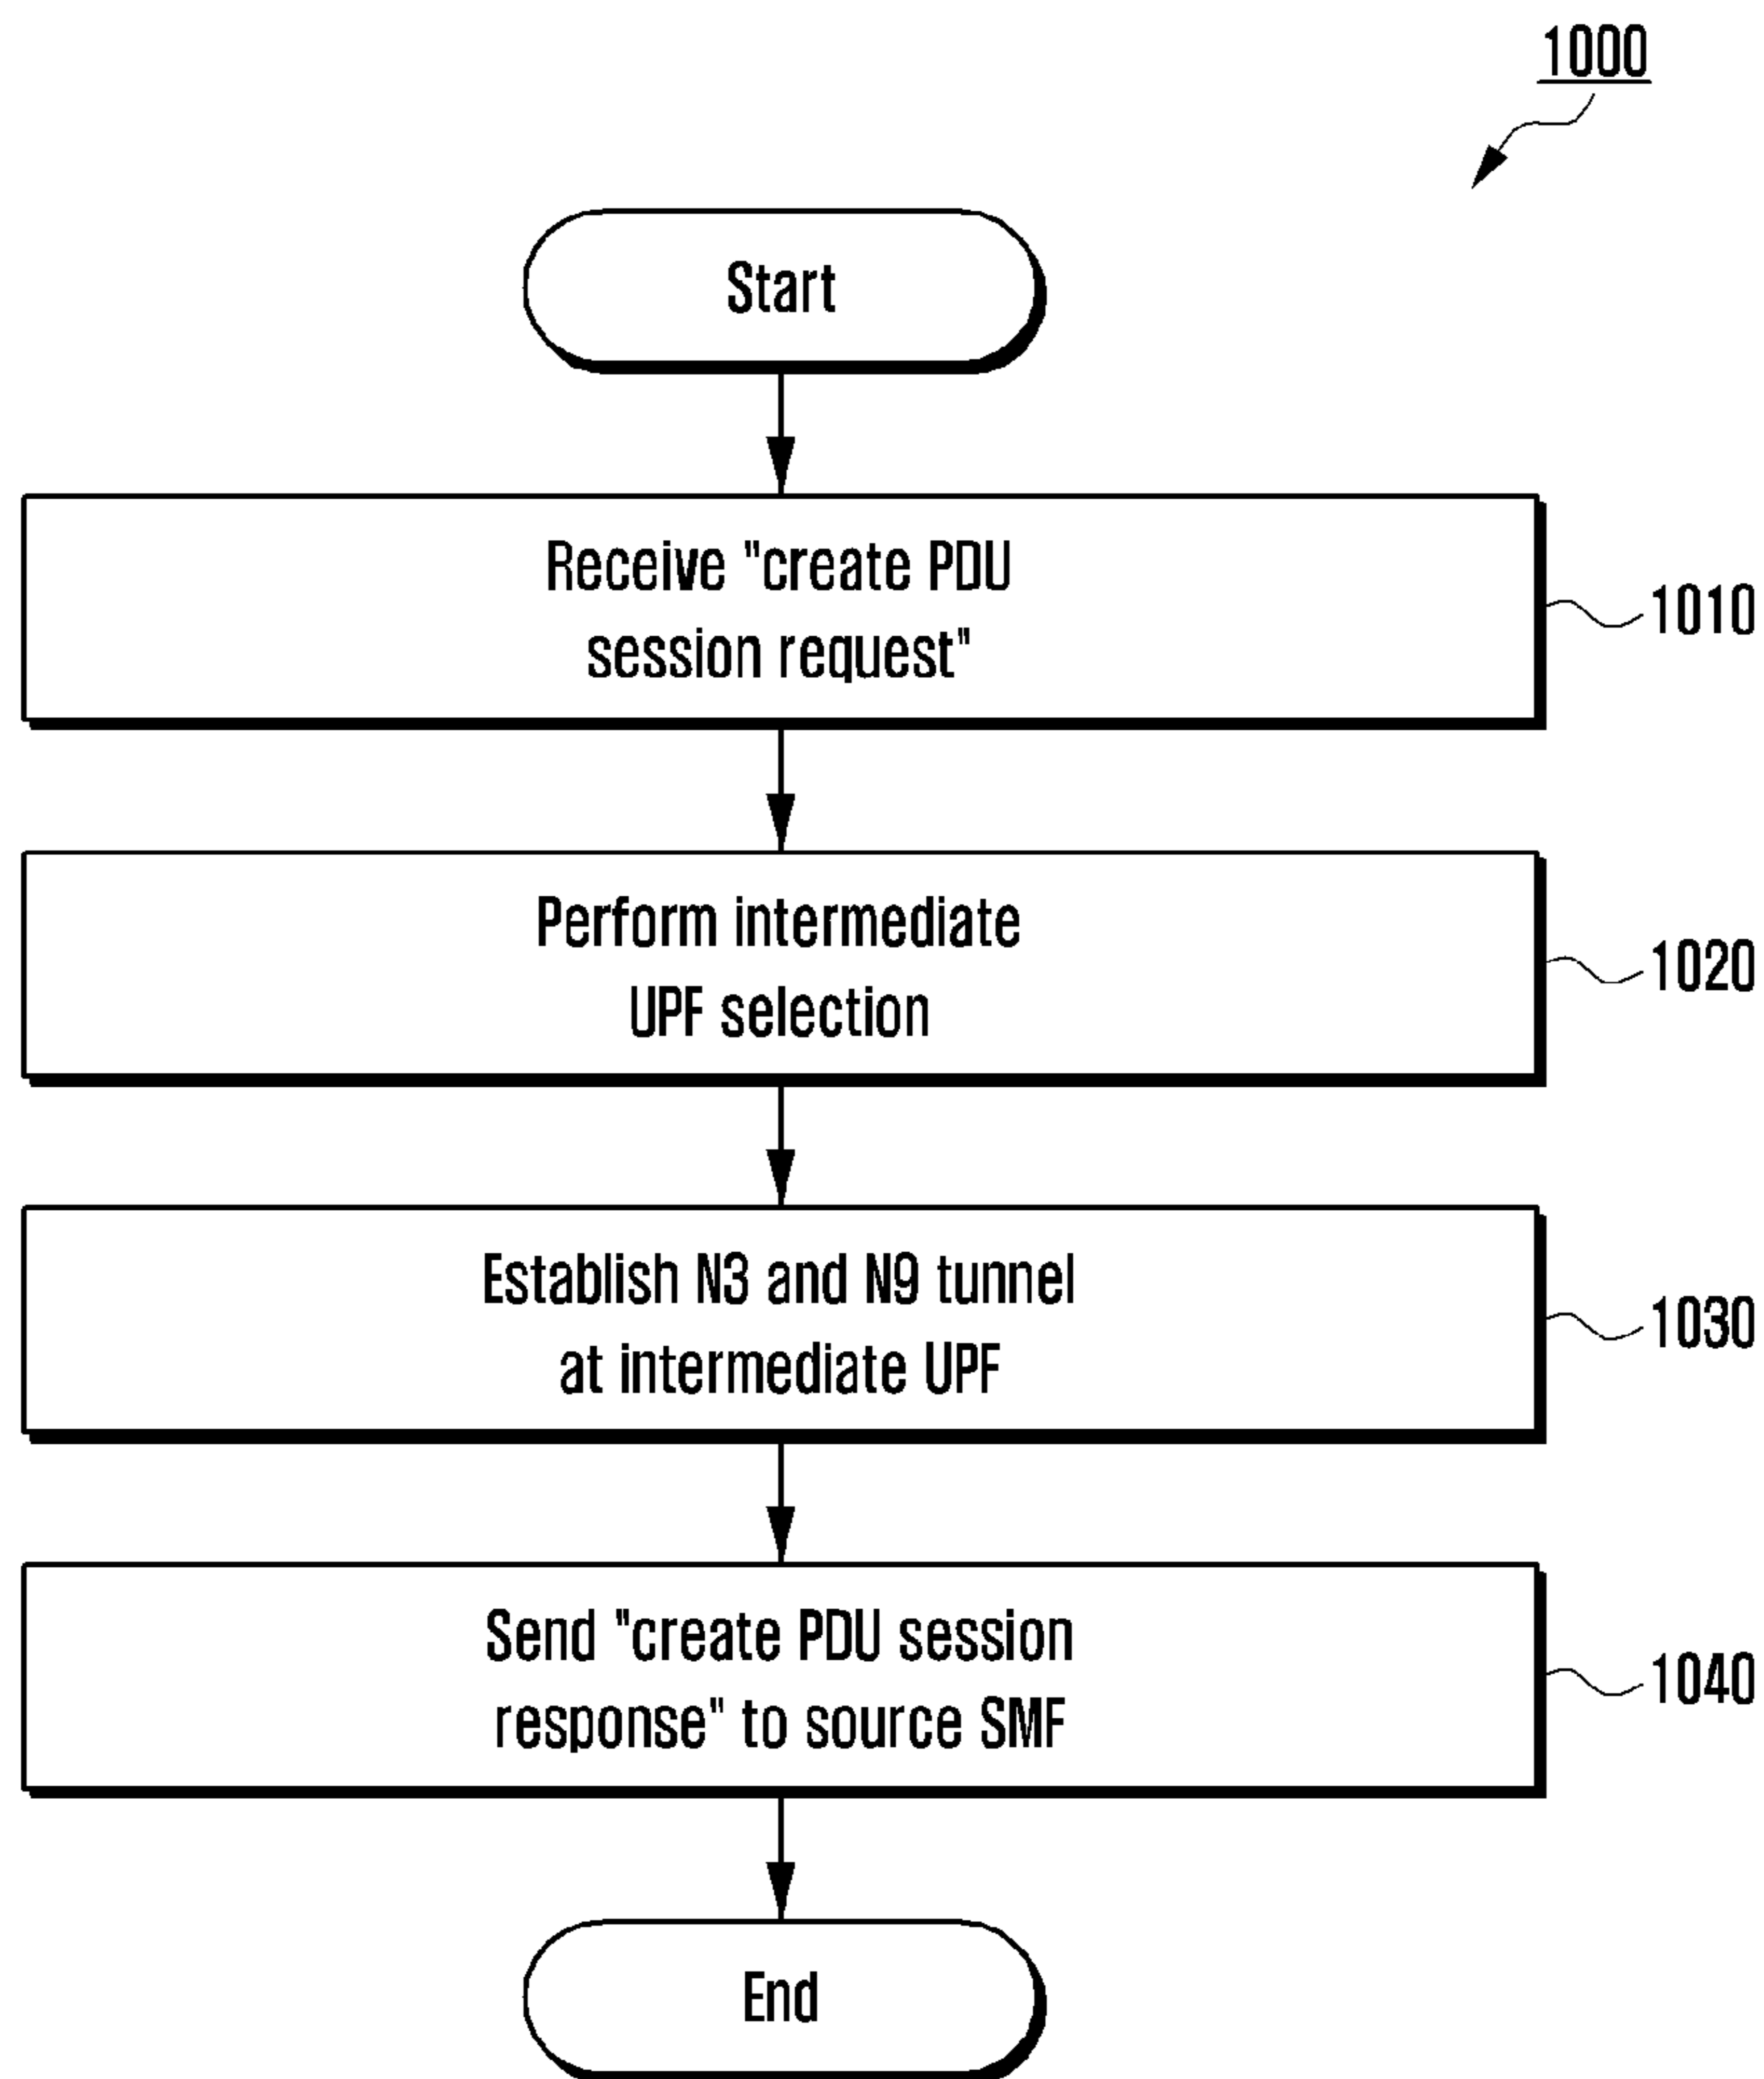 1000
Start
Receive "create PDU
session request"
1010
Perform intermediate
UPF selection
1020
Establish N3 and N9 tunnel
at intermediate UPF
1030
Send "create PDU session
response" to source SMF
1040
End